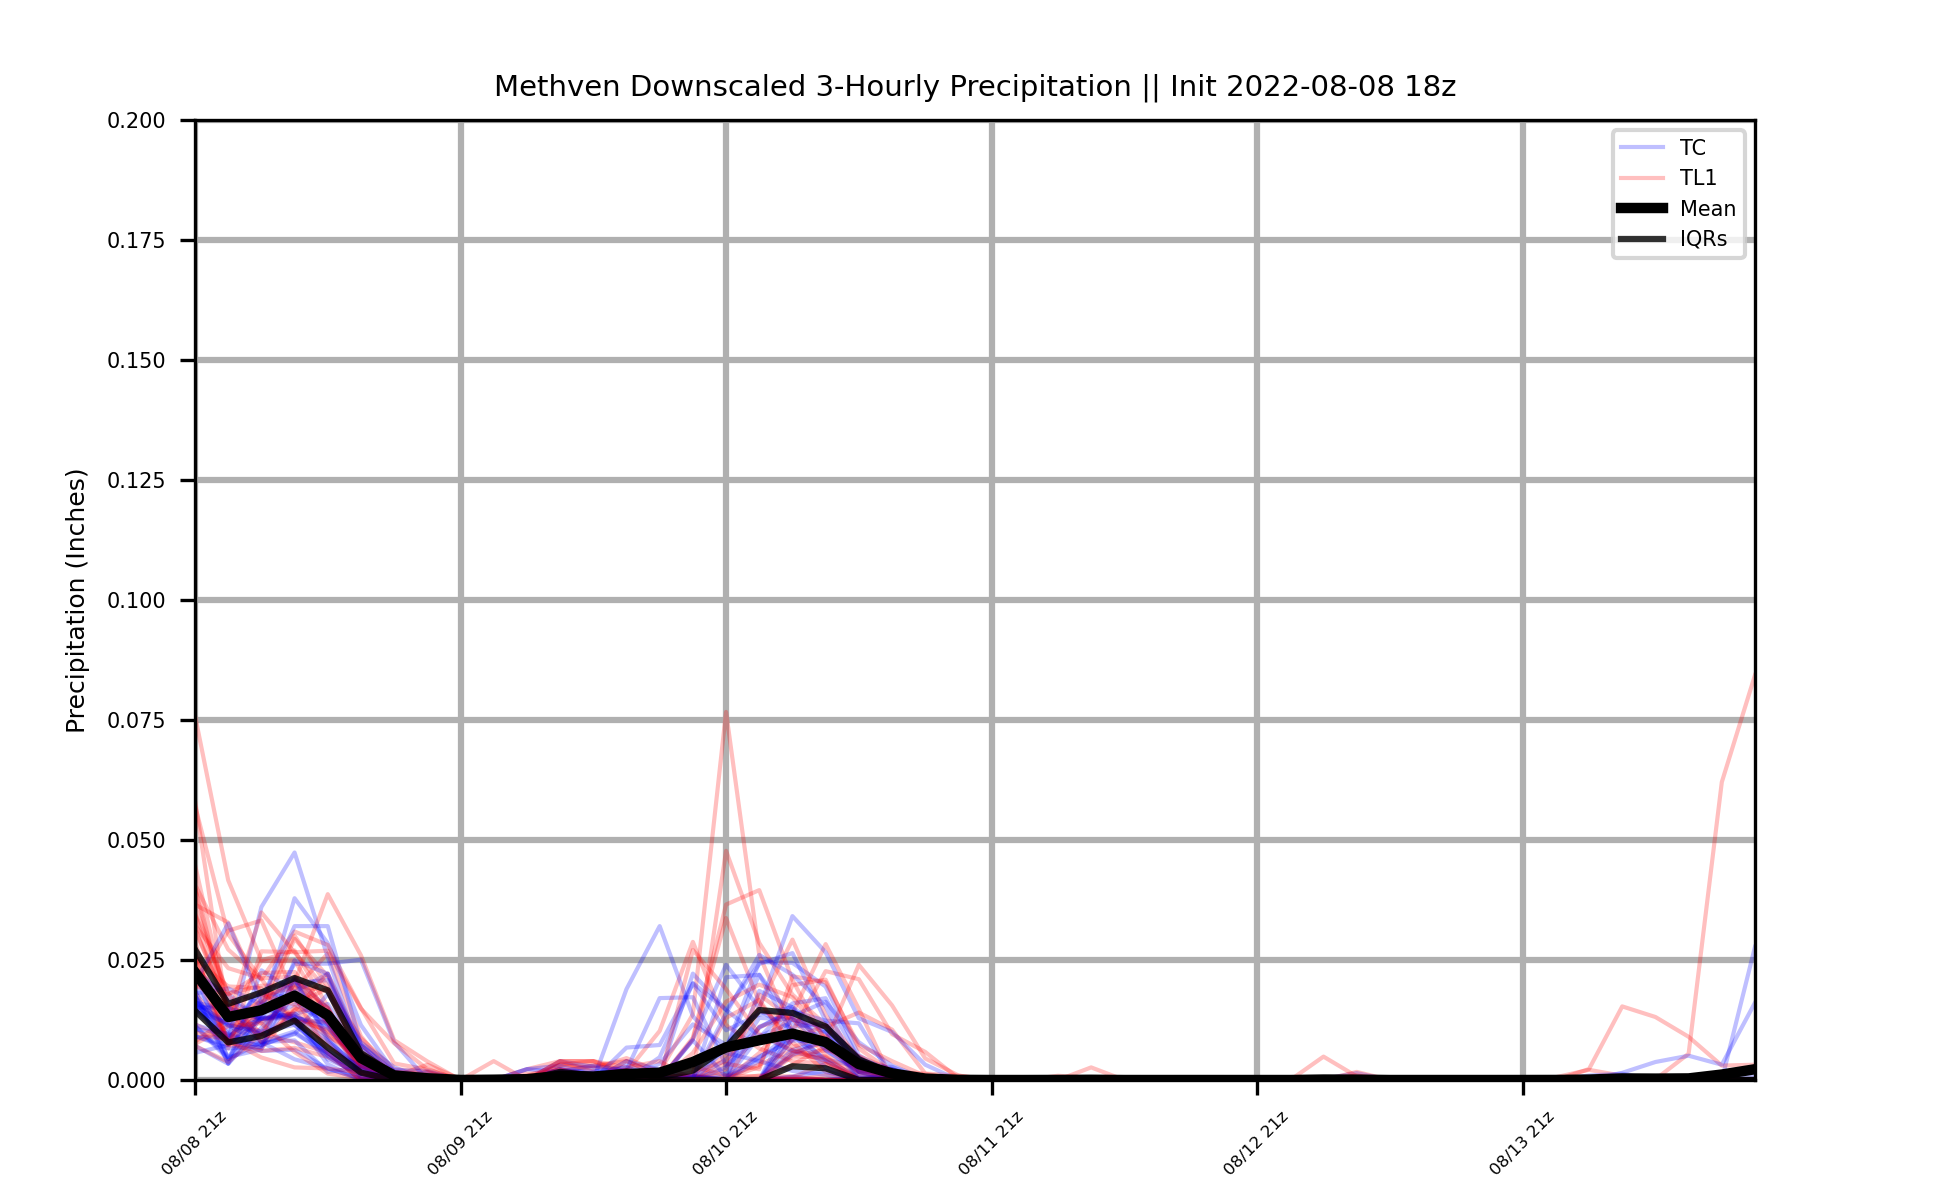 Methven Downscaled 3-Hourly Precipitation || Init 2022-08-08 18z
Precipitation (Inches)
0.200
0.175
0.150
0.125
0.100
0.075
0.050
0.025
0.000
TC
TL1
Mean
IQRs
08/08 21z
08/09 21z
08/10 21z
08/11 21z
08/12 21z
08/13 21z